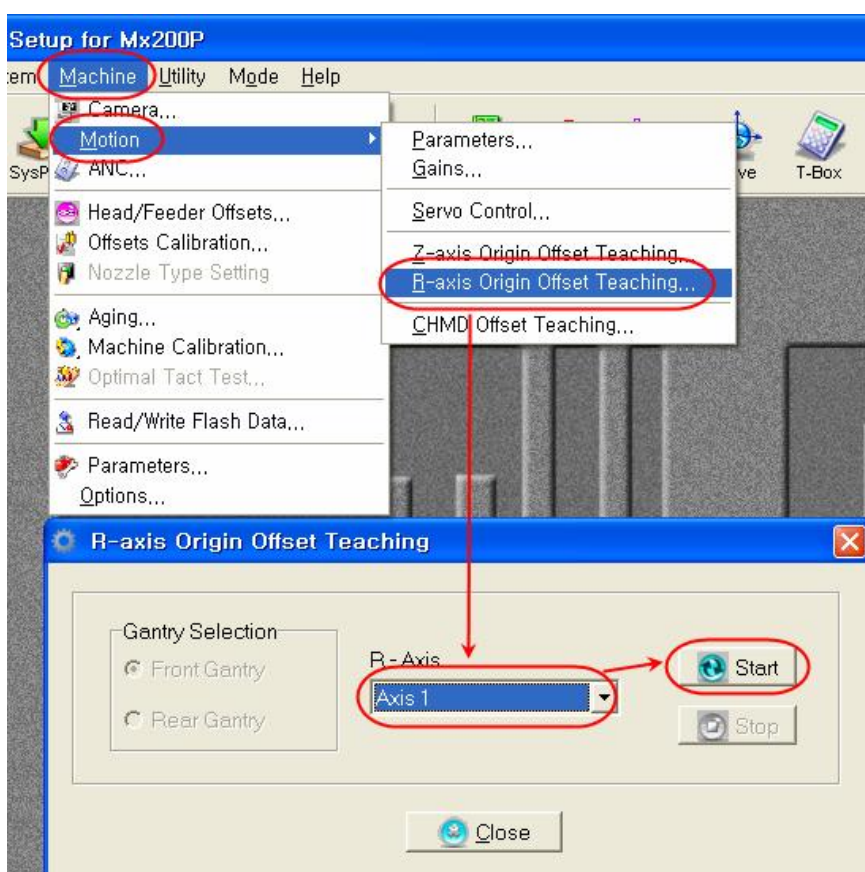 Setup for Mx200P
tem Machine Utility Mode Help
Camera...
Motion
ANC...
Head/Feeder Offsets...
Offsets Calibration...
Nozzle Type Setting
Aging...
Machine Calibration...
Optimal Tact Test...
Read/Write Flash Data...
Parameters...
Options...
Parameters...
Gains...
Servo Control...
Z-axis Origin Offset Teaching...
R-axis Origin Offset Teaching...
CHMD Offset Teaching...
SysP
ve
T-Box
R-axis Origin Offset Teaching
Gantry Selection
Front Gantry
Rear Gantry
R-Axis
Axis 1
Start
Stop
Close